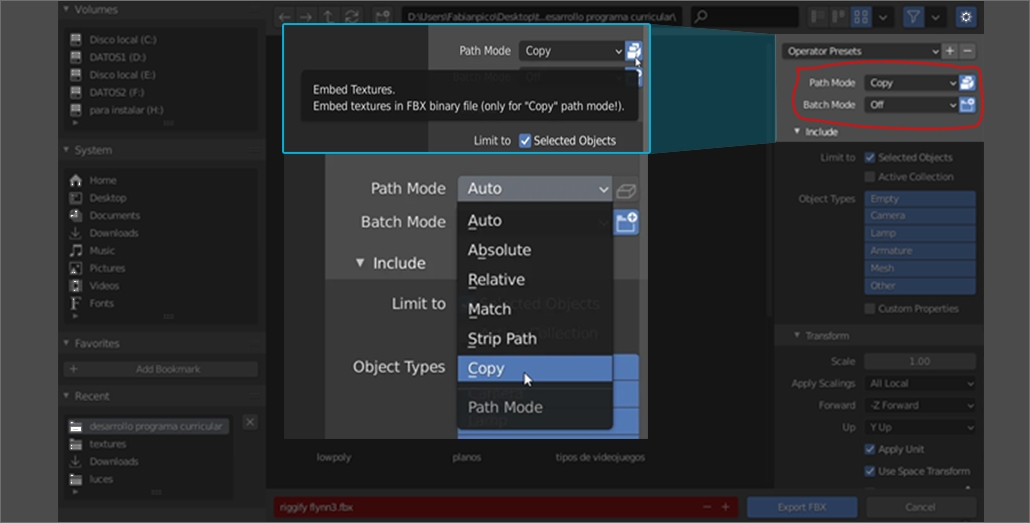 Volumes
Disco local (C:)
DATOS1 (D:)
Disco local (E:)
DATOS2 (F:)
para instalar (H:)
System
Home
Desktop
Documents
Downloads
Music
Pictures
Videos
Fonts
Favorites
Add Bookmark
Recent
desarrollo programa curricular
textures
Downloads
luces
D:\Users\Fabianpico\Desktop\t...esarrollo programa curricular\
Path Mode Copy
Batch Mode Off
Embed Textures.
Embed textures in FBX binary file (only for "Copy" path mode!).
Limit to Selected Objects
Path Mode Auto
Batch Mode Auto
Absolute
Include
Relative
Limit to Match
Selected Objects
Strip Path
Object Types Copy
Path Mode
lowpoly planos tipos de videojuegos
riggify flynn3.fbx
Operator Presets
Path Mode Copy
Batch Mode Off
Include
Limit to Selected Objects
Active Collection
Object Types Empty
Camera
Lamp
Armature
Mesh
Other
Custom Properties
Transform
Scale 1.00
Apply Scalings All Local
Forward -Z Forward
Up Y Up
Apply Unit
Use Space Transform
Export FBX Cancel